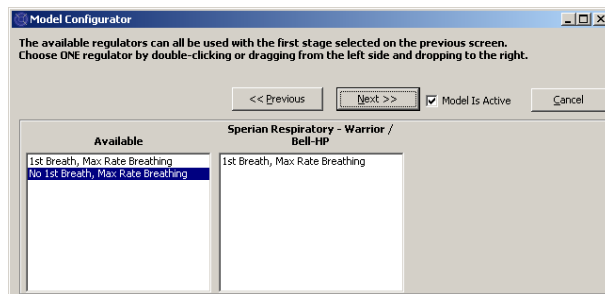 Model Configurator
The available regulators can all be used with the first stage selected on the previous screen.
Choose ONE regulator by double-clicking or dragging from the left side and dropping to the right.
<< Previous
Next >>
Model Is Active
Cancel
Available
Sperian Respiratory - Warrior /
Bell-HP
1st Breath, Max Rate Breathing
No 1st Breath, Max Rate Breathing
1st Breath, Max Rate Breathing